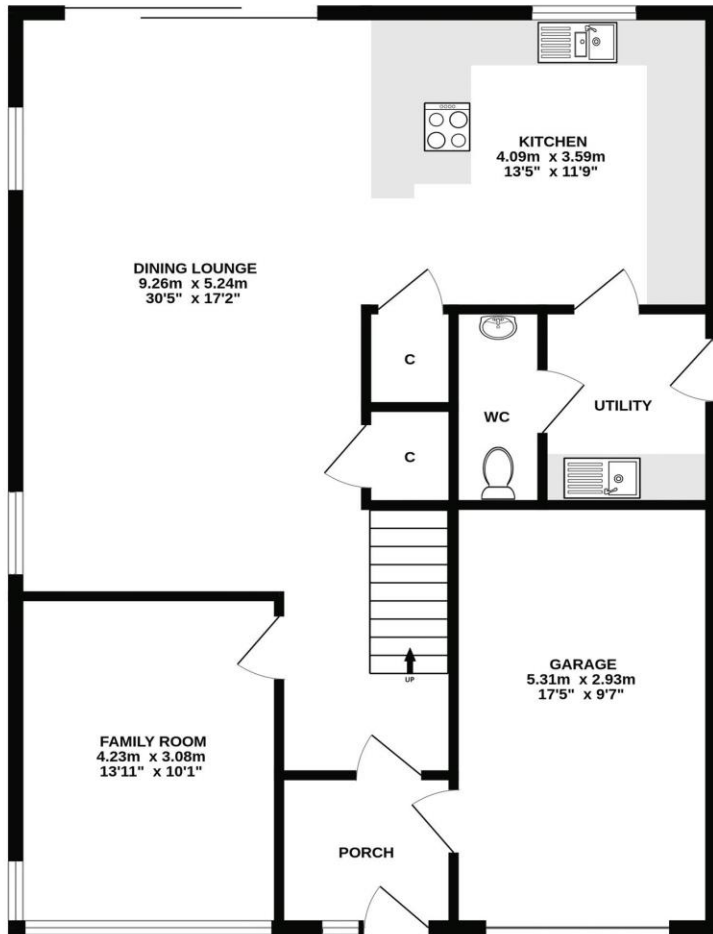 KITCHEN
4.09m x 3.59m
13'5" x 11'9"
DINING LOUNGE
9.26m x 5.24m
30'5" x 17'2"
C
C
WC
UTILITY
UP
GARAGE
5.31m x 2.93m
17'5" x 9'7"
FAMILY ROOM
4.23m x 3.08m
13'11" x 10'1"
PORCH